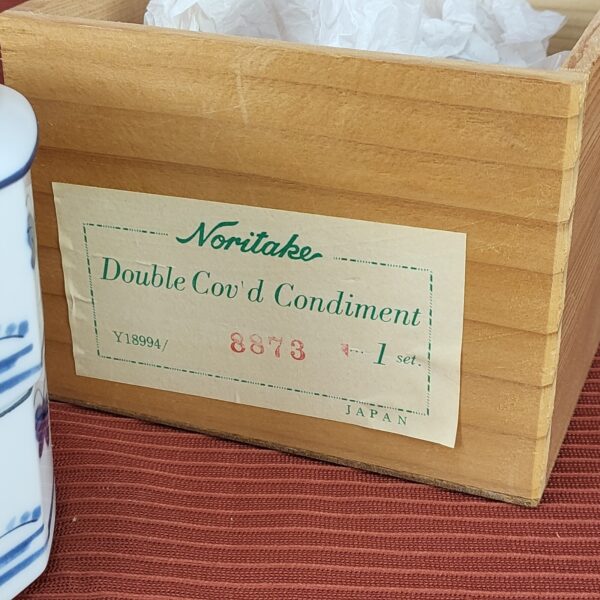 Noritake
Double Cov'd Condiment
Y18994/ 8873 1 set.
JAPAN